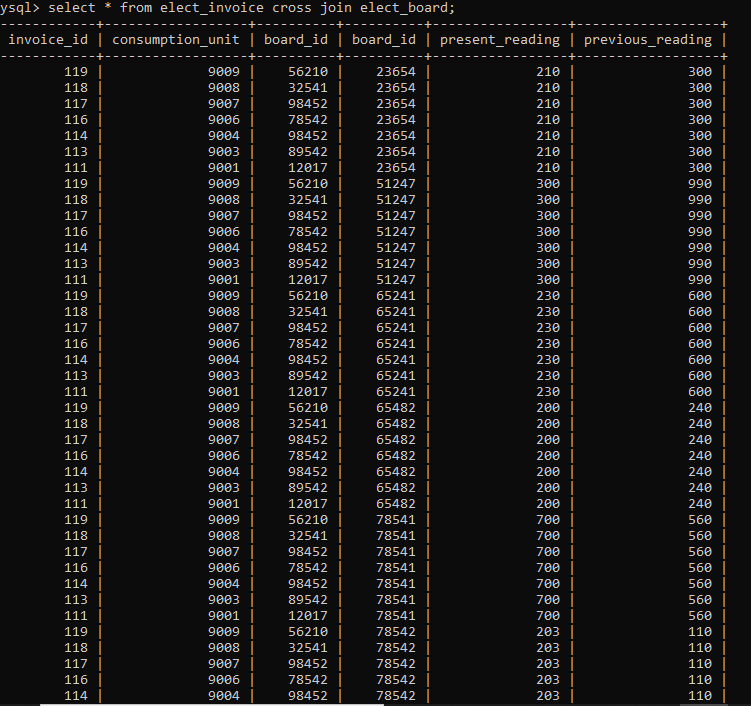 ysql> select * from elect_invoice cross join elect_board;
-----------+------------------+----------+----------+-----------------+------------------+
invoice_id | consumption_unit | board_id | board_id | present_reading | previous_reading |
-----------+------------------+----------+----------+-----------------+------------------+
119 | 9009 | 56210 | 23654 | 210 | 300 |
118 | 9008 | 32541 | 23654 | 210 | 300 |
117 | 9007 | 98452 | 23654 | 210 | 300 |
116 | 9006 | 78542 | 23654 | 210 | 300 |
114 | 9004 | 98452 | 23654 | 210 | 300 |
113 | 9003 | 89542 | 23654 | 210 | 300 |
111 | 9001 | 12017 | 23654 | 210 | 300 |
119 | 9009 | 56210 | 51247 | 300 | 990 |
118 | 9008 | 32541 | 51247 | 300 | 990 |
117 | 9007 | 98452 | 51247 | 300 | 990 |
116 | 9006 | 78542 | 51247 | 300 | 990 |
114 | 9004 | 98452 | 51247 | 300 | 990 |
113 | 9003 | 89542 | 51247 | 300 | 990 |
111 | 9001 | 12017 | 51247 | 300 | 990 |
119 | 9009 | 56210 | 65241 | 230 | 600 |
118 | 9008 | 32541 | 65241 | 230 | 600 |
117 | 9007 | 98452 | 65241 | 230 | 600 |
116 | 9006 | 78542 | 65241 | 230 | 600 |
114 | 9004 | 98452 | 65241 | 230 | 600 |
113 | 9003 | 89542 | 65241 | 230 | 600 |
111 | 9001 | 12017 | 65241 | 230 | 600 |
119 | 9009 | 56210 | 65482 | 200 | 240 |
118 | 9008 | 32541 | 65482 | 200 | 240 |
117 | 9007 | 98452 | 65482 | 200 | 240 |
116 | 9006 | 78542 | 65482 | 200 | 240 |
114 | 9004 | 98452 | 65482 | 200 | 240 |
113 | 9003 | 89542 | 65482 | 200 | 240 |
111 | 9001 | 12017 | 65482 | 200 | 240 |
119 | 9009 | 56210 | 78541 | 700 | 560 |
118 | 9008 | 32541 | 78541 | 700 | 560 |
117 | 9007 | 98452 | 78541 | 700 | 560 |
116 | 9006 | 78542 | 78541 | 700 | 560 |
114 | 9004 | 98452 | 78541 | 700 | 560 |
113 | 9003 | 89542 | 78541 | 700 | 560 |
111 | 9001 | 12017 | 78541 | 700 | 560 |
119 | 9009 | 56210 | 78542 | 203 | 110 |
118 | 9008 | 32541 | 78542 | 203 | 110 |
117 | 9007 | 98452 | 78542 | 203 | 110 |
116 | 9006 | 78542 | 78542 | 203 | 110 |
114 | 9004 | 98452 | 78542 | 203 | 110 |